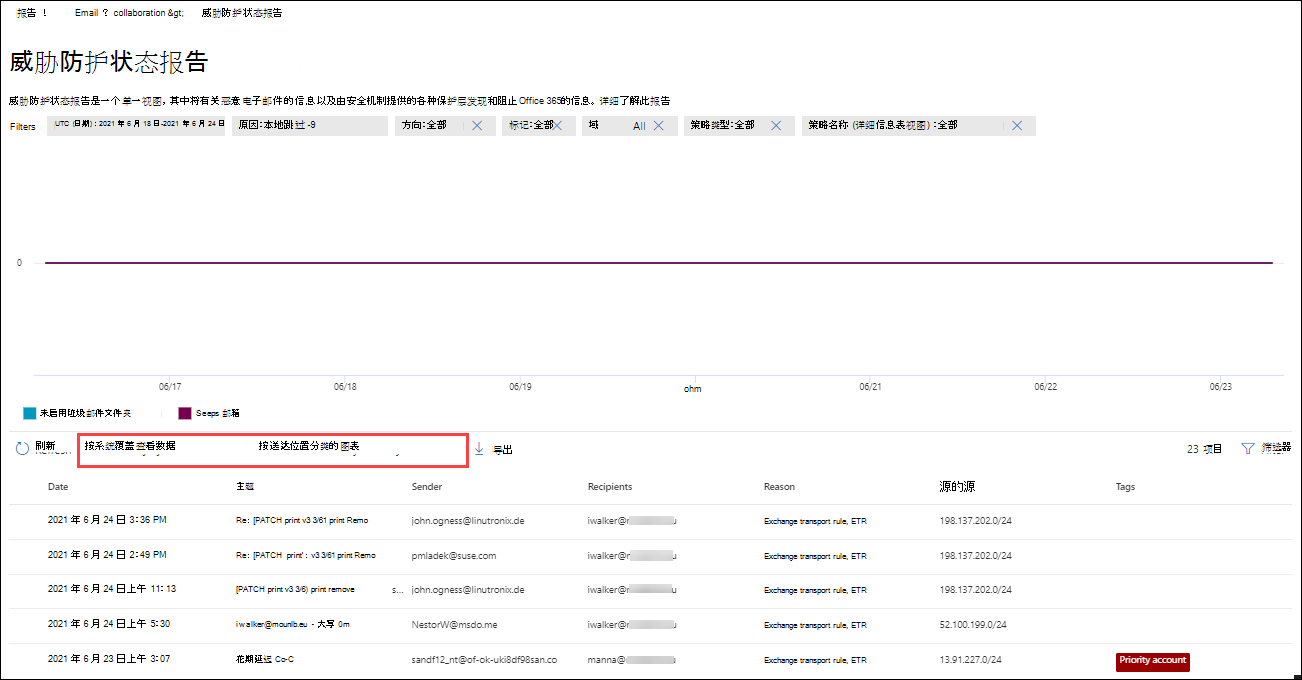 报告 ! Email ? collaboration &gt; 威胁防护状态报告
威胁防护状态报告
威胁防护状态报告是一个单一视图，其中将有关恶意电子邮件的信息以及由安全机制提供的各种保护层发现和阻止 Office 365的信息。详细了解此报告
Filters UTC (日期) : 2021 年 6 月 18 日-2021 年 6 月 24 日 原因:本地跳过 -9 方向:全部 标记:全部 域 All 策略类型:全部 策略名称 (详细信息表视图) :全部
0
06/17 06/18 06/19 ohm 06/21 06/22 06/23
未启用垃圾邮件文件夹 Seeps 邮箱
刷新 按系统覆盖查看数据 按送达位置分类的图表 导出 23 项目 筛选器
Date 主题 Sender Recipients Reason 源的源 Tags
2021 年 6 月 24 日 3:36 PM Re: [PATCH print v3 3/61 print Remo john.ogness@linutronix.de iwalker@ Exchange transport rule, ETR 198.137.202.0/24
2021 年 6 月 24 日 2:49 PM Re: [PATCH print' : v3 3/61 print Remo pmladek@suse.com iwalker@ Exchange transport rule, ETR 198.137.202.0/24
2021 年 6 月 24 日上午 11: 13 [PATCH print v3 3/6) print remove s... john.ogness@linutronix.de iwalker@ Exchange transport rule, ETR 198.137.202.0/24
2021 年 6 月 24 日上午 5:30 iwalker@mounlb.eu - 大写 0m NestorW@msdo.me iwalker@ Exchange transport rule, ETR 52.100.199.0/24
2021 年 6 月 23 日上午 3:07 花期延迟 Co-C sandf12_nt@of-ok-uki8df98san.co manna@ Exchange transport rule, ETR 13.91.227.0/24 Priority account